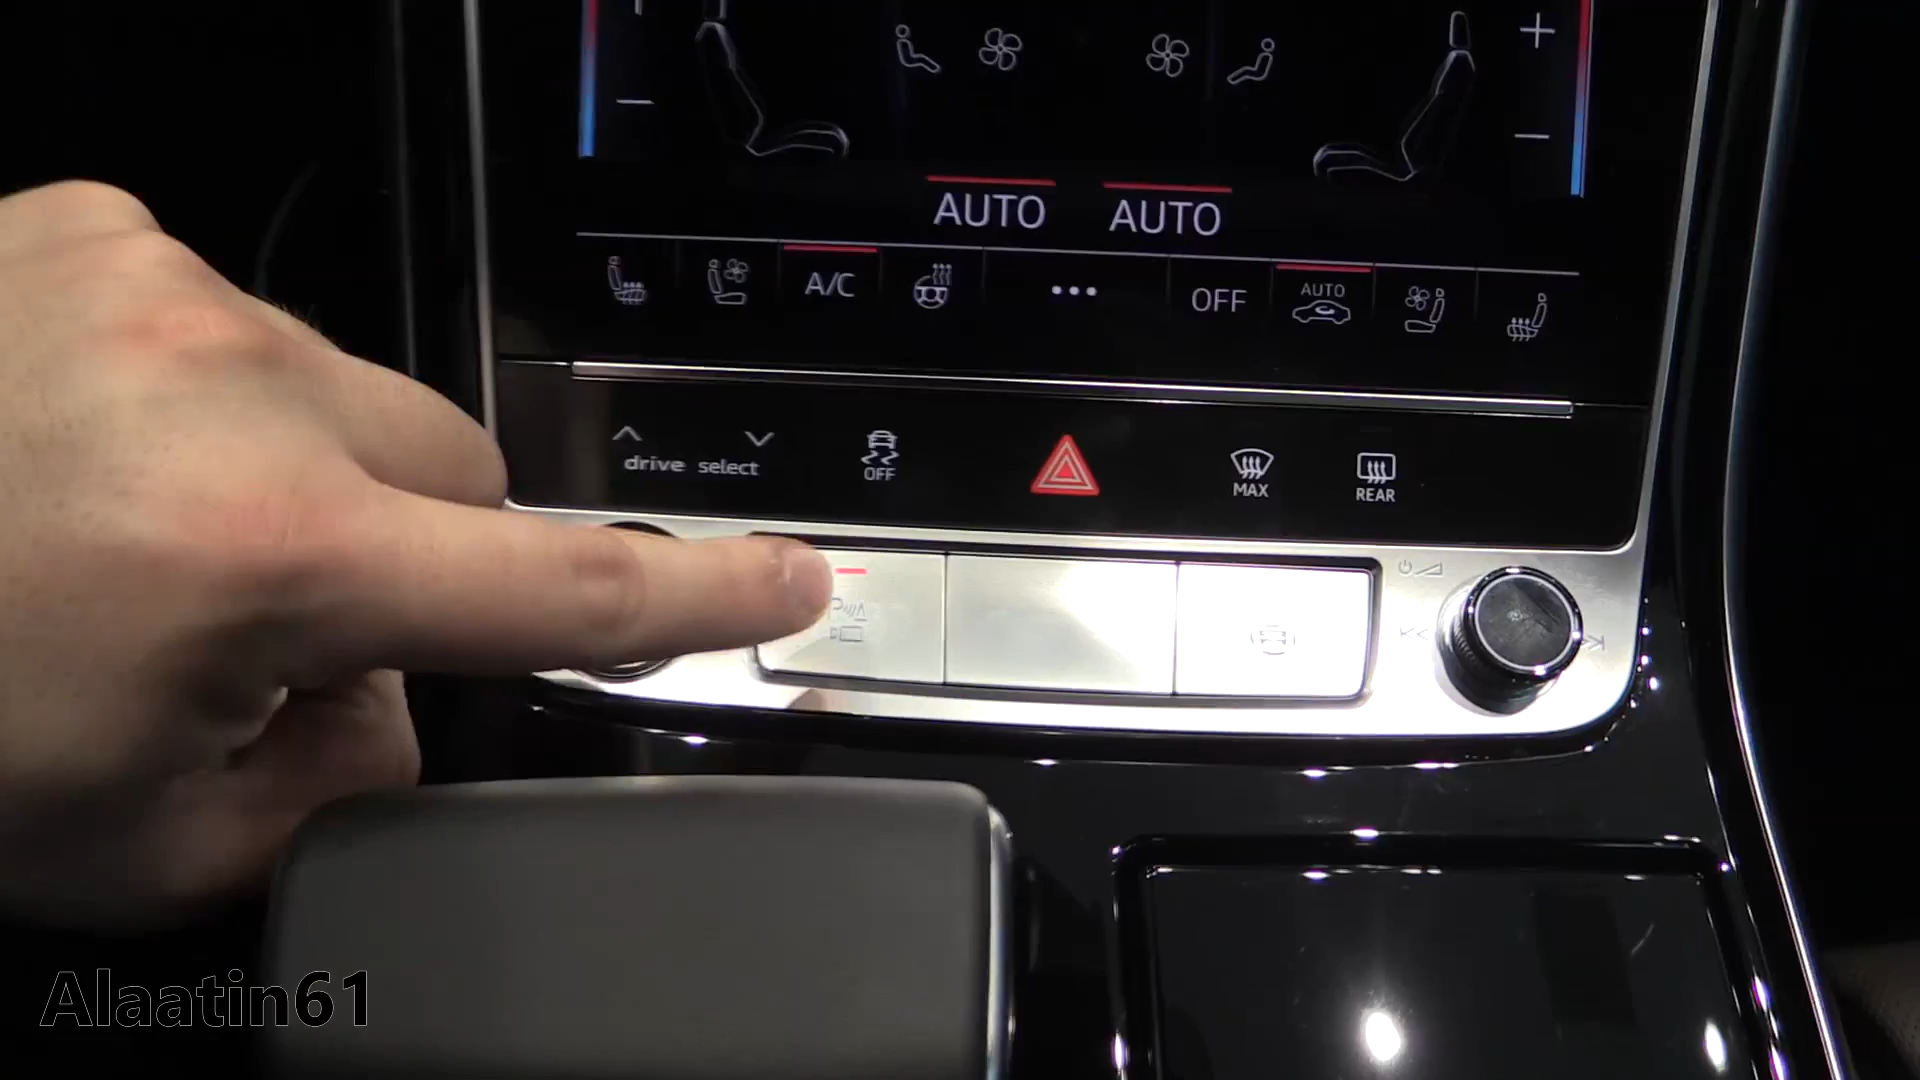 AUTO AUTO
A/C ••• OFF AUTO
drive select OFF MAX REAR
P
Alaatin61